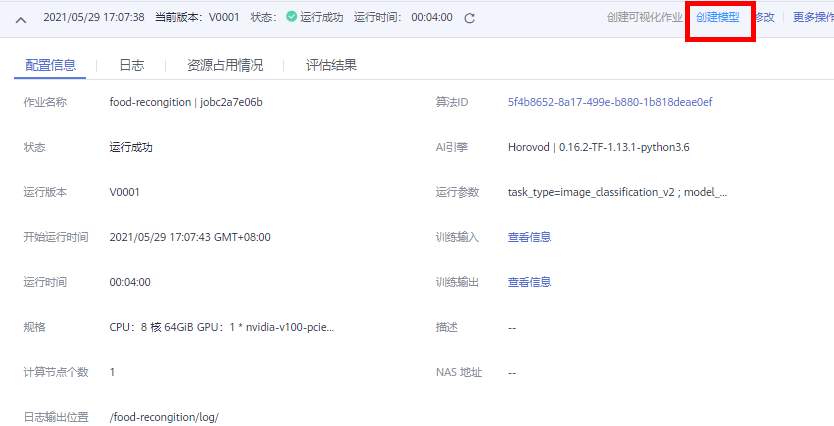 2021/05/29 17:07:38 当前版本：V0001 状态： 运行成功 运行时间： 00:04:00 创建可视化作业 创建模型 修改 更多操作
配置信息 日志 资源占用情况 评估结果
作业名称 food-recongition | jobc2a7e06b 算法ID 5f4b8652-8a17-499e-b880-1b818deae0ef
状态 运行成功 AI引擎 Horovod | 0.16.2-TF-1.13.1-python3.6
运行版本 V0001 运行参数 task_type=image_classification_v2 ; model_...
开始运行时间 2021/05/29 17:07:43 GMT+08:00 训练输入 查看信息
运行时间 00:04:00 训练输出 查看信息
规格 CPU：8 核 64GiB GPU：1 * nvidia-v100-pcie... 描述 --
计算节点个数 1 NAS 地址 --
日志输出位置 /food-recongition/log/